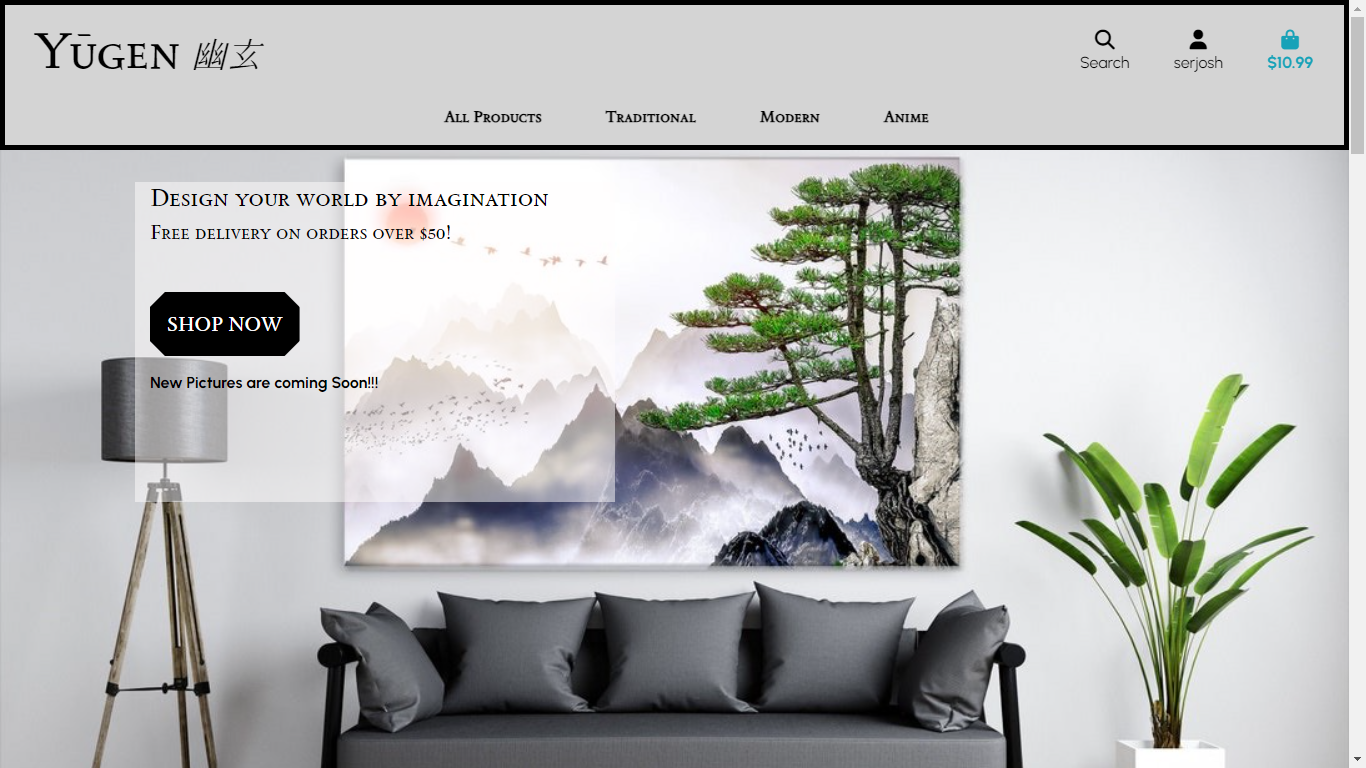 Yūgen 幽玄
Search
serjosh
$10.99
All Products
Traditional
Modern
Anime
Design your world by imagination
Free delivery on orders over $50!
SHOP NOW
New Pictures are coming Soon!!!